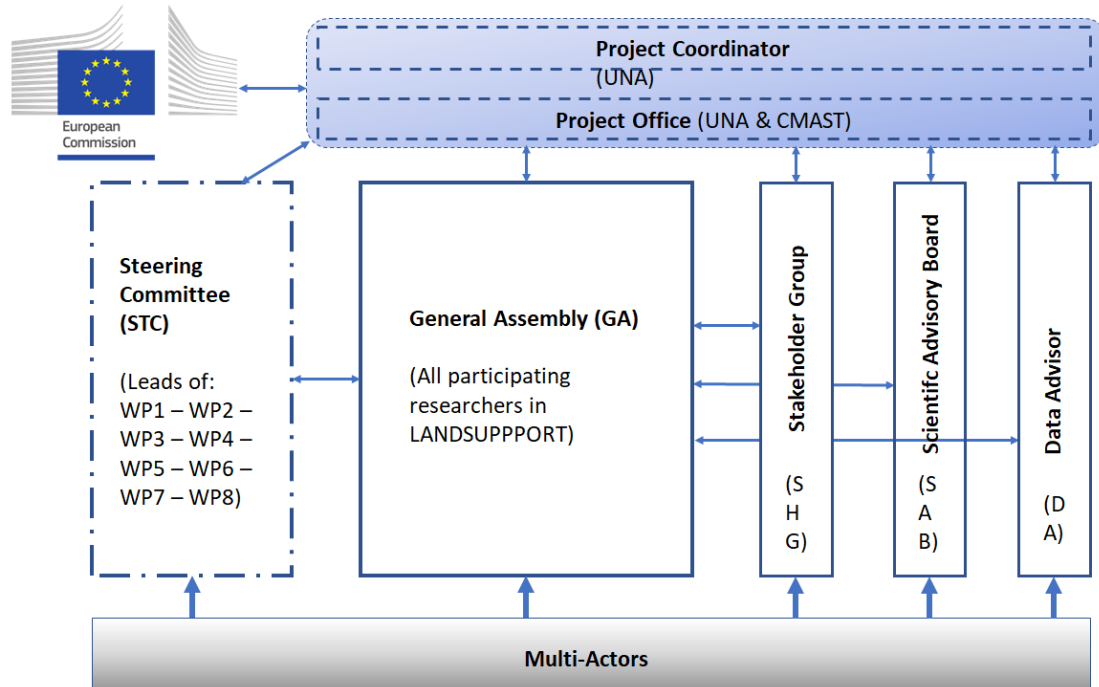 Project Coordinator
(UNA)
Project Office (UNA & CMAST)
European
Commission
Steering
Committee
(STC)
(Leads of:
WP1 – WP2 –
WP3 – WP4 –
WP5 – WP6 –
WP7 – WP8)
General Assembly (GA)
(All participating
researchers in
LANDSUPPPORT)
Stakeholder Group
(S
H
G)
Scientifc Advisory Board
(S
A
B)
Data Advisor
(D
A)
Multi-Actors